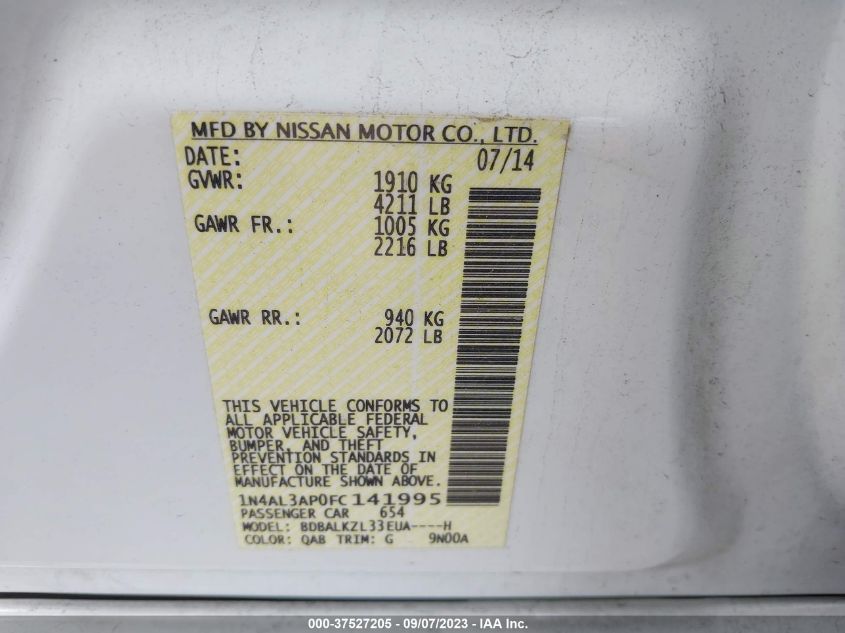 MFD BY NISSAN MOTOR CO., LTD.
DATE: 07/14
GVWR: 1910 KG
4211 LB
GAWR FR.: 1005 KG
2216 LB
GAWR RR.: 940 KG
2072 LB
THIS VEHICLE CONFORMS TO
ALL APPLICABLE FEDERAL
MOTOR VEHICLE SAFETY,
BUMPER, AND THEFT
PREVENTION STANDARDS IN
EFFECT ON THE DATE OF
MANUFACTURE SHOWN ABOVE.
1N4AL3AP0FC141995
PASSENGER CAR 654
MODEL: BDBALKZL33EUA----H
COLOR: QAB TRIM: G 9N00A
000-37527205 - 09/07/2023 - IAA Inc.